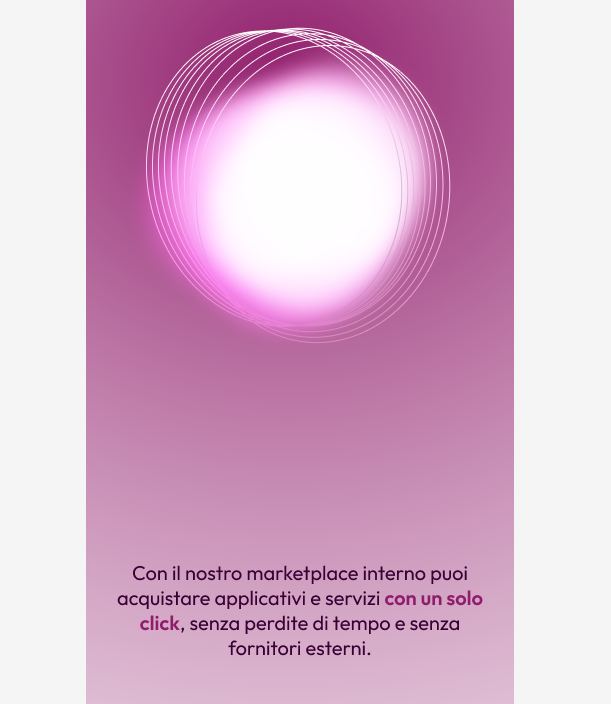 Con il nostro marketplace interno puoi
acquistare applicativi e servizi con un solo
click, senza perdite di tempo e senza
fornitori esterni.